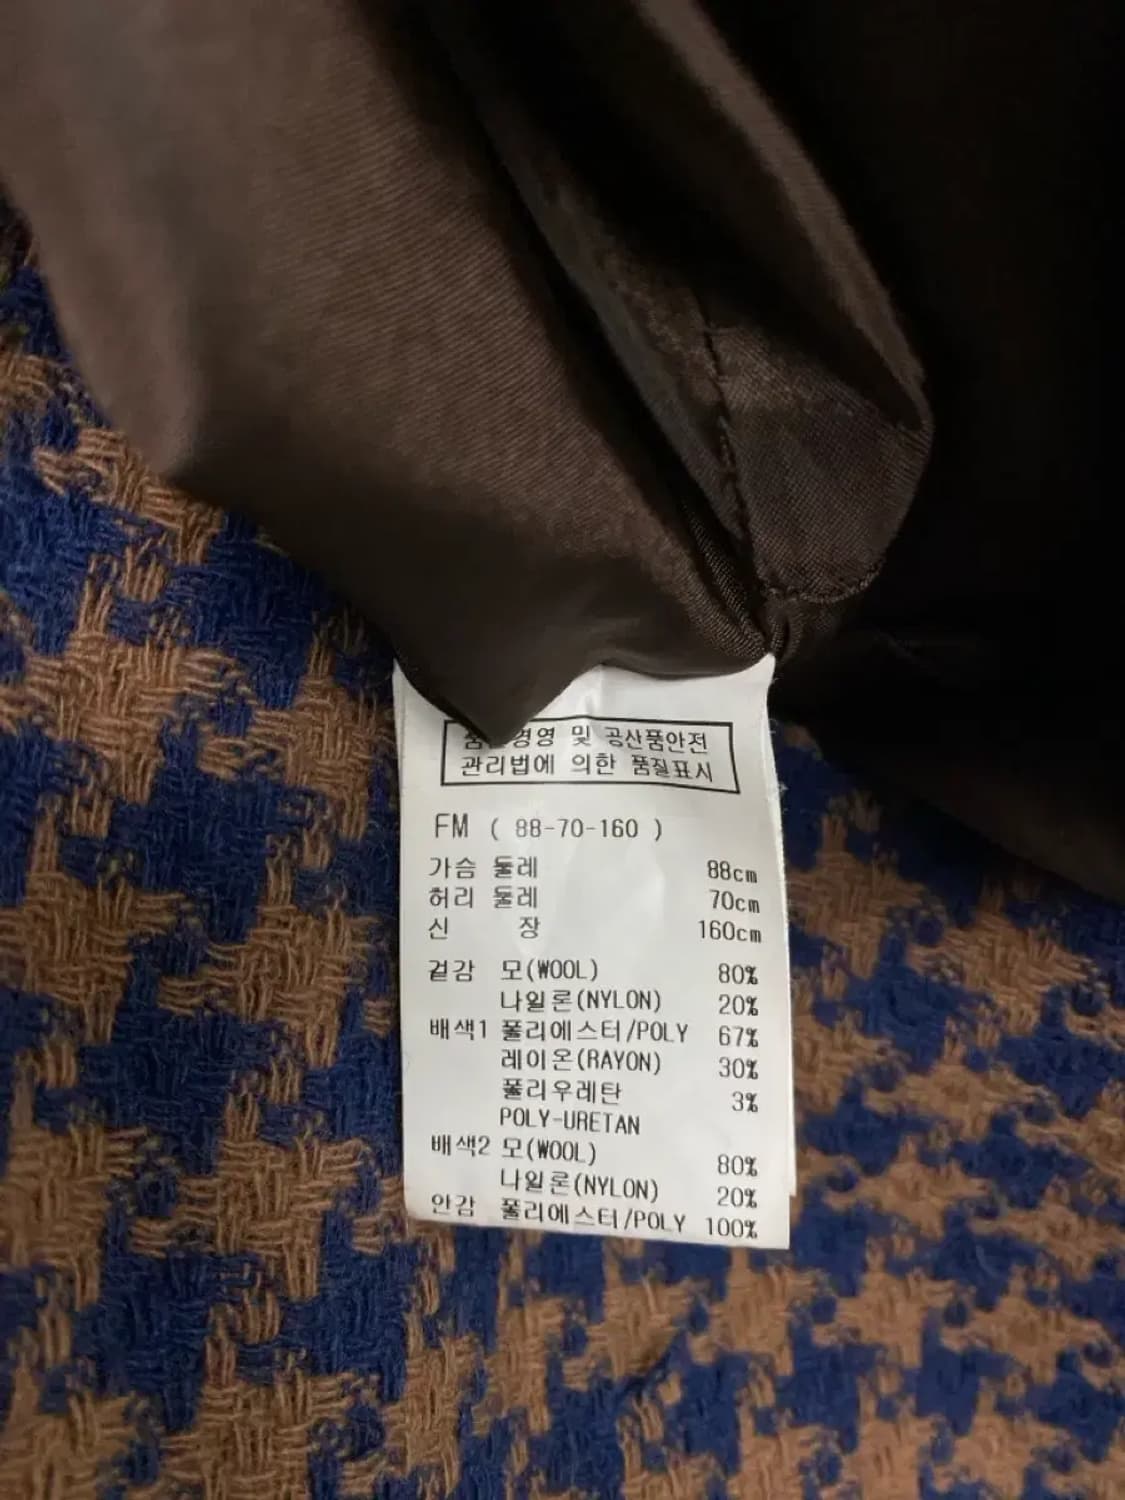 경영 및 공산품안전
관리법에 의한 품질표시
FM ( 88-70-160 )
가슴 둘레 88cm
허리 둘레 70cm
신 장 160cm
겉감 모(WOOL) 80%
나일론(NYLON) 20%
배색1 폴리에스터/POLY 67%
레이온(RAYON) 30%
폴리우레탄 3%
POLY-URETAN
배색2 모(WOOL) 80%
나일론(NYLON) 20%
안감 폴리에스터/POLY 100%